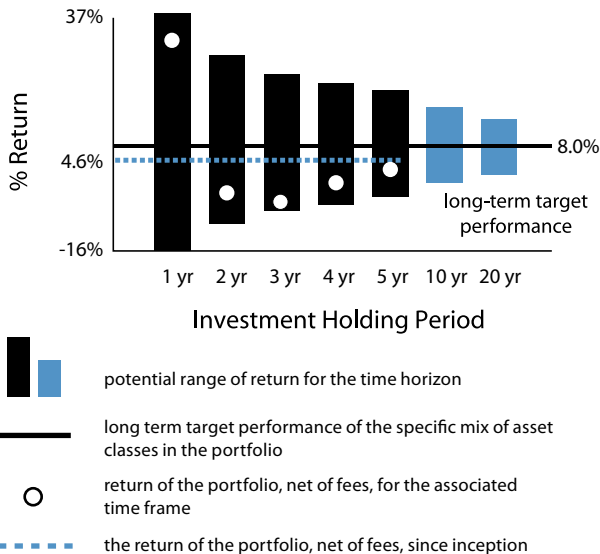 37%
% Return
8.0%
4.6%
long-term target
performance
-16%
1 yr 2 yr 3 yr 4 yr 5 yr 10 yr 20 yr
Investment Holding Period
potential range of return for the time horizon
long term target performance of the specific mix of asset
classes in the portfolio
return of the portfolio, net of fees, for the associated
time frame
the return of the portfolio, net of fees, since inception